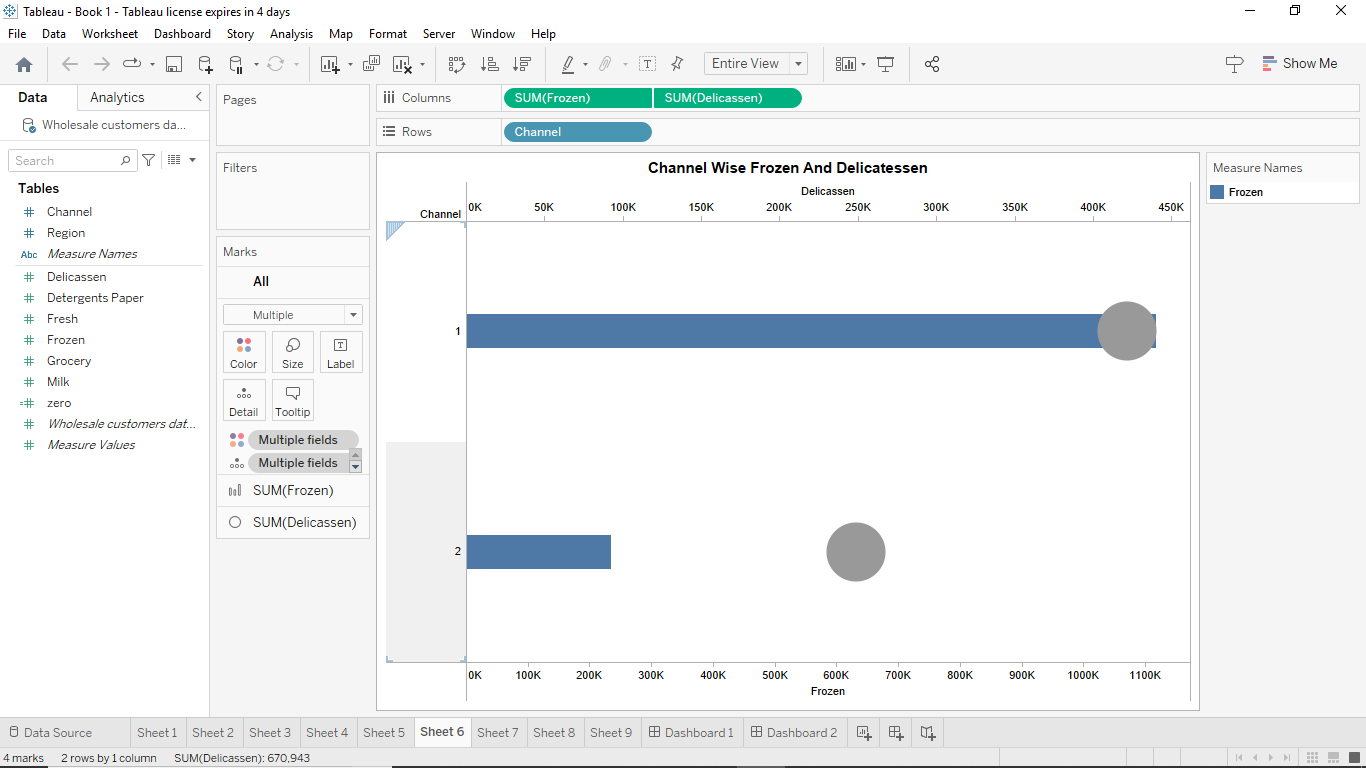 Tableau - Book 1 - Tableau license expires in 4 days
File Data Worksheet Dashboard Story Analysis Map Format Server Window Help
Entire View
Show Me
Data Analytics
Wholesale customers da...
Search
Tables
Channel
Region
Abc Measure Names
Delicassen
Detergents Paper
Fresh
Frozen
Grocery
Milk
zero
Wholesale customers dat...
Measure Values
Pages
Filters
Marks
All
Multiple
Color Size Label
Detail Tooltip
Multiple fields
Multiple fields
SUM(Frozen)
SUM(Delicassen)
Columns SUM(Frozen) SUM(Delicassen)
Rows Channel
Channel Wise Frozen And Delicatessen
Delicassen
Channel 0K 50K 100K 150K 200K 250K 300K 350K 400K 450K
1
2
0K 100K 200K 300K 400K 500K 600K 700K 800K 900K 1000K 1100K
Frozen
Measure Names
Frozen
Data Source Sheet 1 Sheet 2 Sheet 3 Sheet 4 Sheet 5 Sheet 6 Sheet 7 Sheet 8 Sheet 9 Dashboard 1 Dashboard 2
4 marks 2 rows by 1 column SUM(Delicassen): 670,943